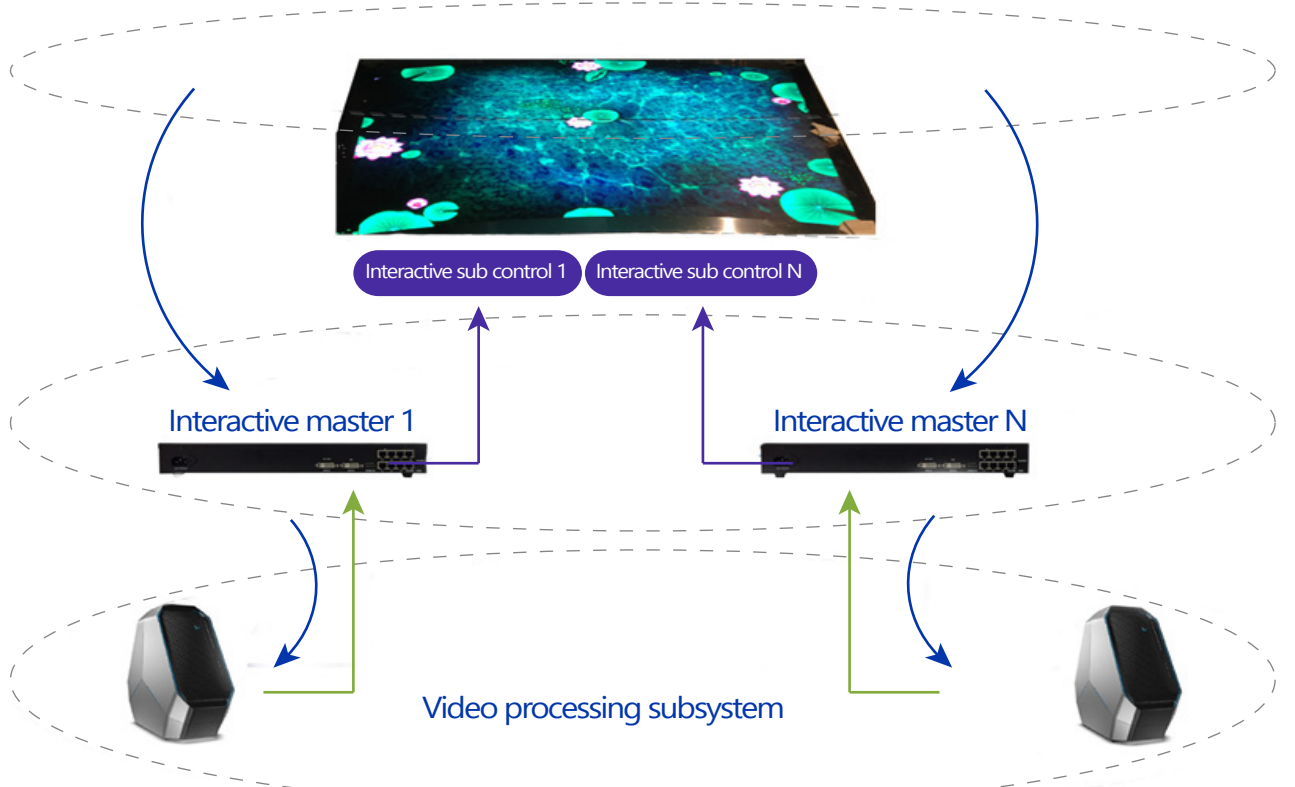 Interactive sub control 1
Interactive sub control N
Interactive master 1
Interactive master N
Video processing subsystem